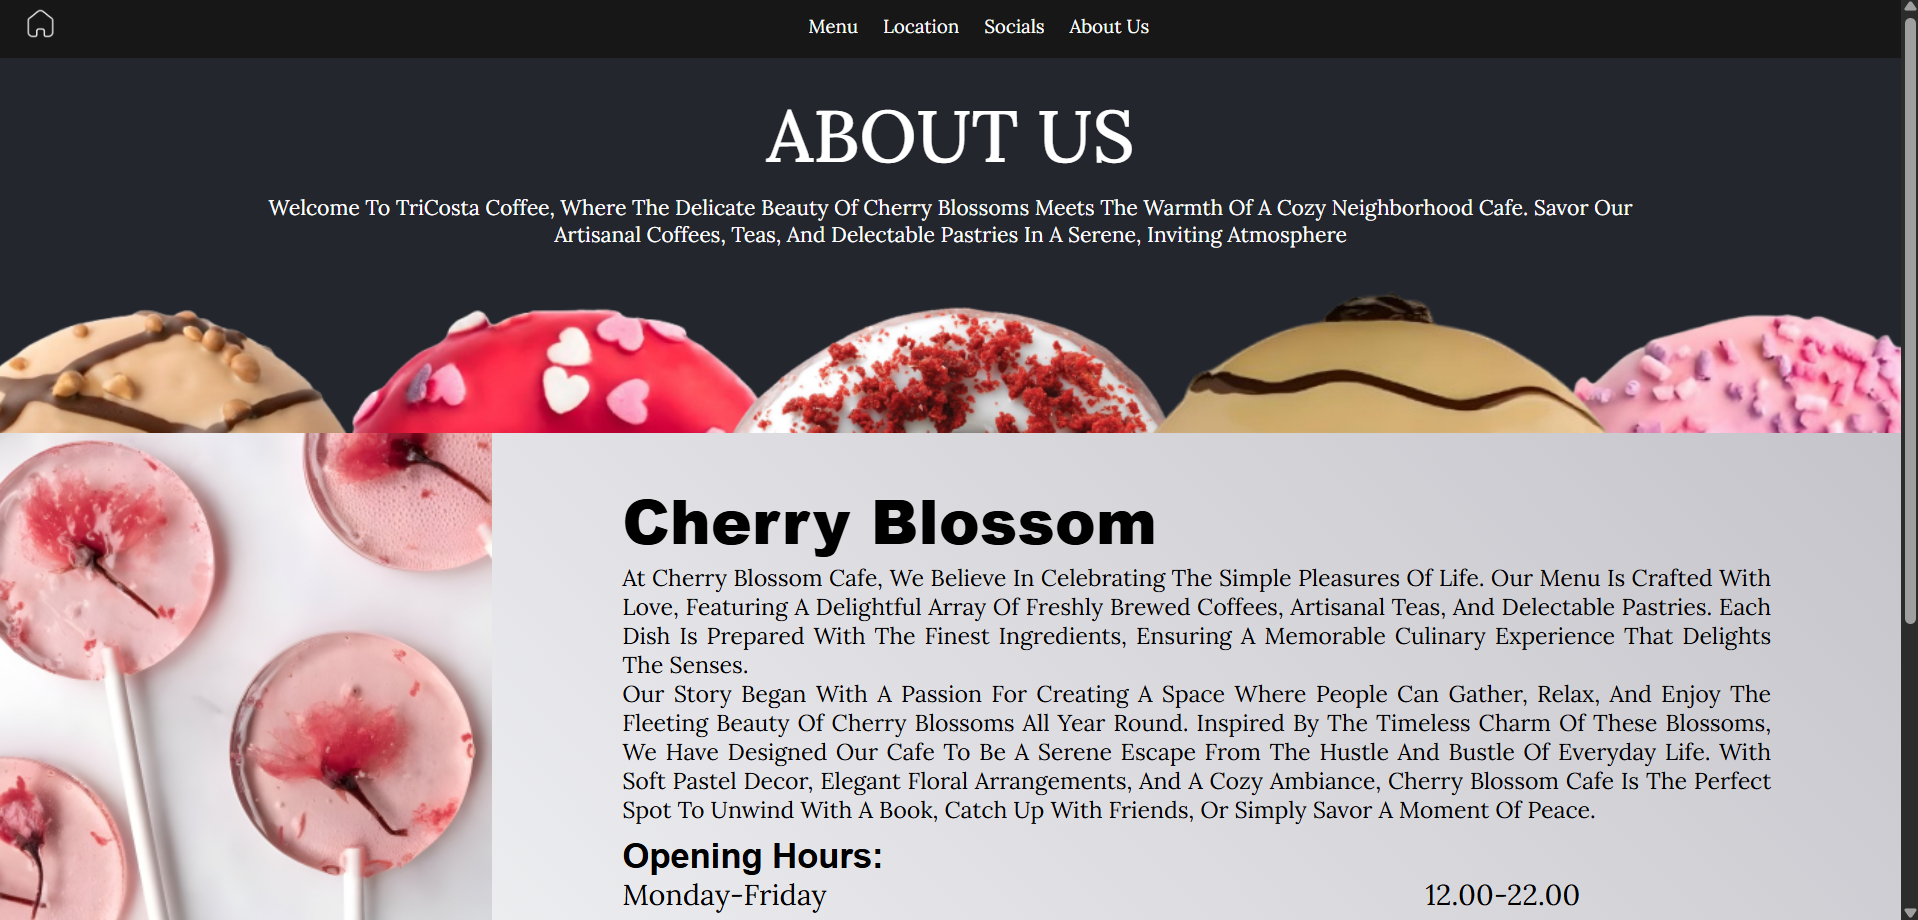 Menu Location Socials About Us
ABOUT US
Welcome To TriCosta Coffee, Where The Delicate Beauty Of Cherry Blossoms Meets The Warmth Of A Cozy Neighborhood Cafe. Savor Our
Artisanal Coffees, Teas, And Delectable Pastries In A Serene, Inviting Atmosphere
Cherry Blossom
At Cherry Blossom Cafe, We Believe In Celebrating The Simple Pleasures Of Life. Our Menu Is Crafted With
Love, Featuring A Delightful Array Of Freshly Brewed Coffees, Artisanal Teas, And Delectable Pastries. Each
Dish Is Prepared With The Finest Ingredients, Ensuring A Memorable Culinary Experience That Delights
The Senses.
Our Story Began With A Passion For Creating A Space Where People Can Gather, Relax, And Enjoy The
Fleeting Beauty Of Cherry Blossoms All Year Round. Inspired By The Timeless Charm Of These Blossoms,
We Have Designed Our Cafe To Be A Serene Escape From The Hustle And Bustle Of Everyday Life. With
Soft Pastel Decor, Elegant Floral Arrangements, And A Cozy Ambiance, Cherry Blossom Cafe Is The Perfect
Spot To Unwind With A Book, Catch Up With Friends, Or Simply Savor A Moment Of Peace.
Opening Hours:
Monday-Friday 12.00-22.00